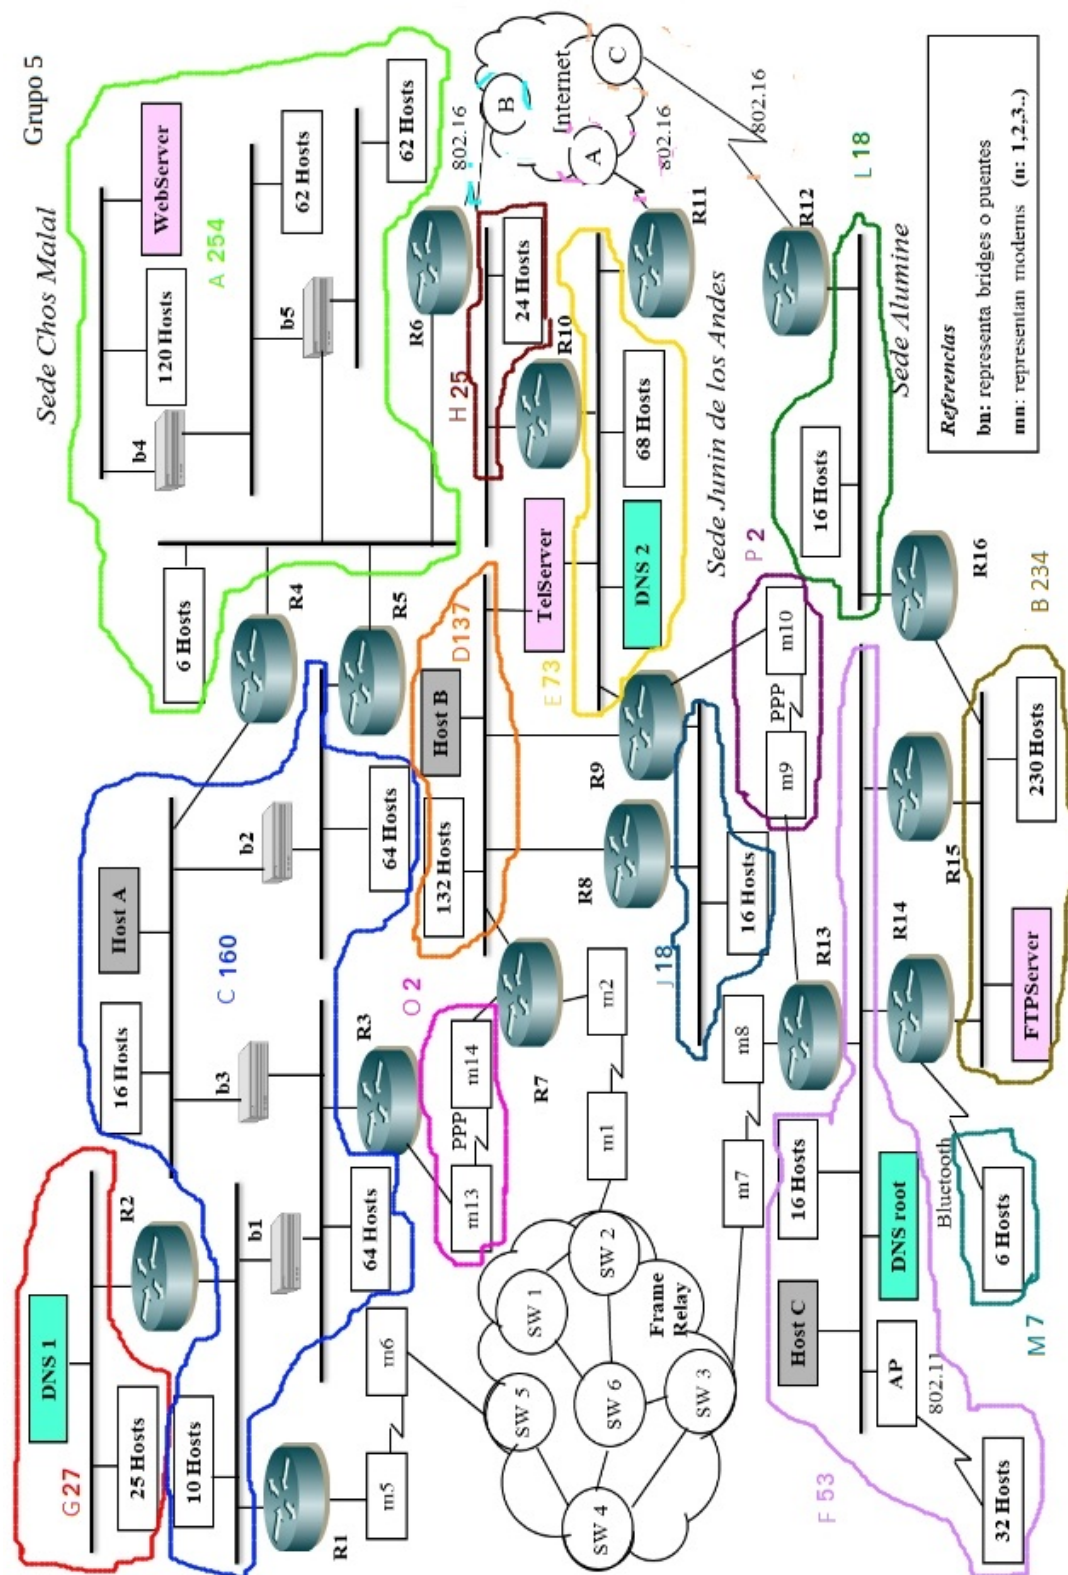 Grupo 5
Sede Chos Malal
WebServer
120 Hosts
A 254
62 Hosts
62 Hosts
b4
b5
6 Hosts
R4
R5
R6
802.16
B
Internet
A
C
802.16
802.16
R11
R12
H 25
24 Hosts
R10
68 Hosts
DNS 2
E 73
TelServer
Sede Junin de los Andes
L 18
16 Hosts
Sede Alumine
Referencias
bn: representa bridges o puentes
mn: representan modems (n: 1,2,3..)
Host A
16 Hosts
C 160
b2
b3
64 Hosts
D137
Host B
132 Hosts
R9
R8
P 2
m10
PPP
m9
R16
B 234
230 Hosts
R15
FTPServer
R14
R13
J 18
16 Hosts
DNS 1
G27
25 Hosts
R2
10 Hosts
b1
64 Hosts
R1
R3
O 2
m14
PPP
m13
R7
m2
m1
m8
m7
m6
m5
SW 1
SW 2
SW 3
SW 4
SW 5
SW 6
Frame
Relay
16 Hosts
Host C
DNS root
AP
802.11
F 53
32 Hosts
Bluetooth
6 Hosts
M 7